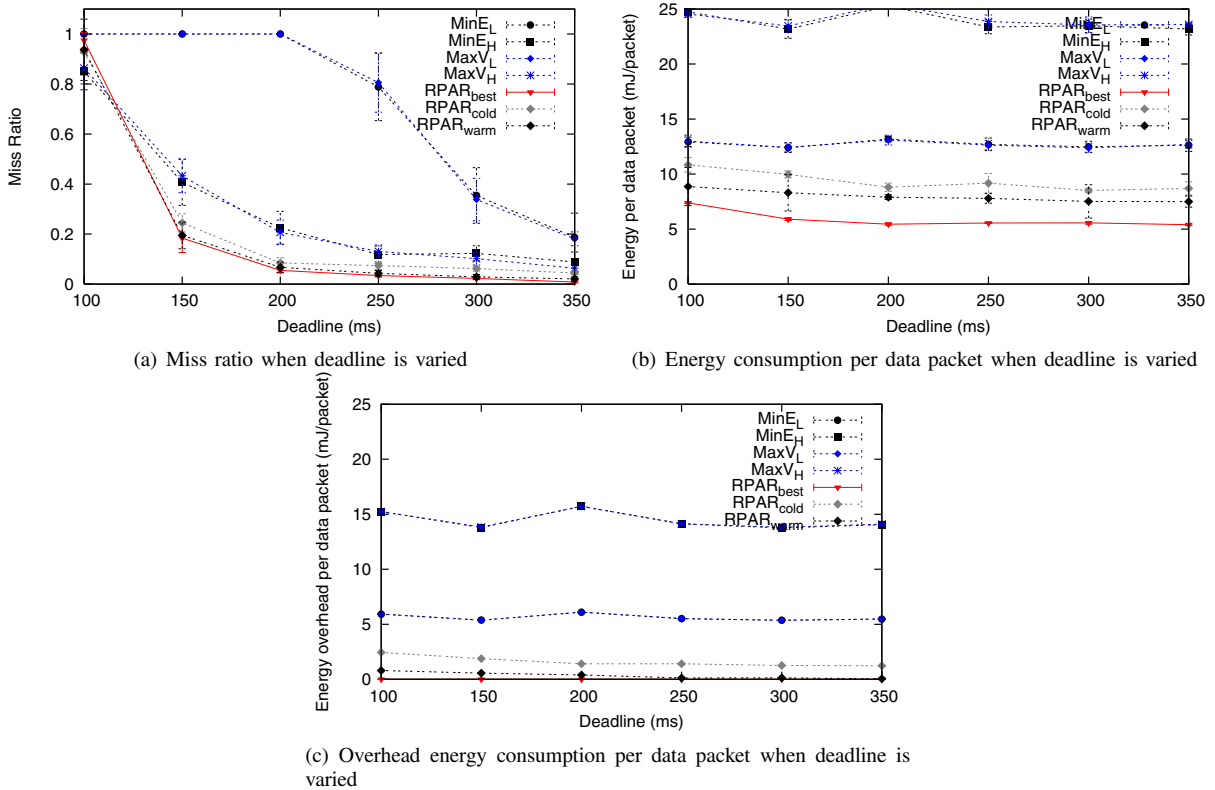 1
0.8
0.6
0.4
0.2
0
Miss Ratio
MinE_L
MinE_H
MaxV_L
MaxV_H
RPAR_best
RPAR_cold
RPAR_warm
100 150 200 250 300 350
Deadline (ms)
(a) Miss ratio when deadline is varied
25
20
15
10
5
0
Energy per data packet (mJ/packet)
MinE_L
MinE_H
MaxV_L
MaxV_H
RPAR_best
RPAR_cold
RPAR_warm
100 150 200 250 300 350
Deadline (ms)
(b) Energy consumption per data packet when deadline is varied
25
20
15
10
5
0
Energy overhead per data packet (mJ/packet)
MinE_L
MinE_H
MaxV_L
MaxV_H
RPAR_best
RPAR_cold
RPAR_warm
100 150 200 250 300 350
Deadline (ms)
(c) Overhead energy consumption per data packet when deadline is
varied